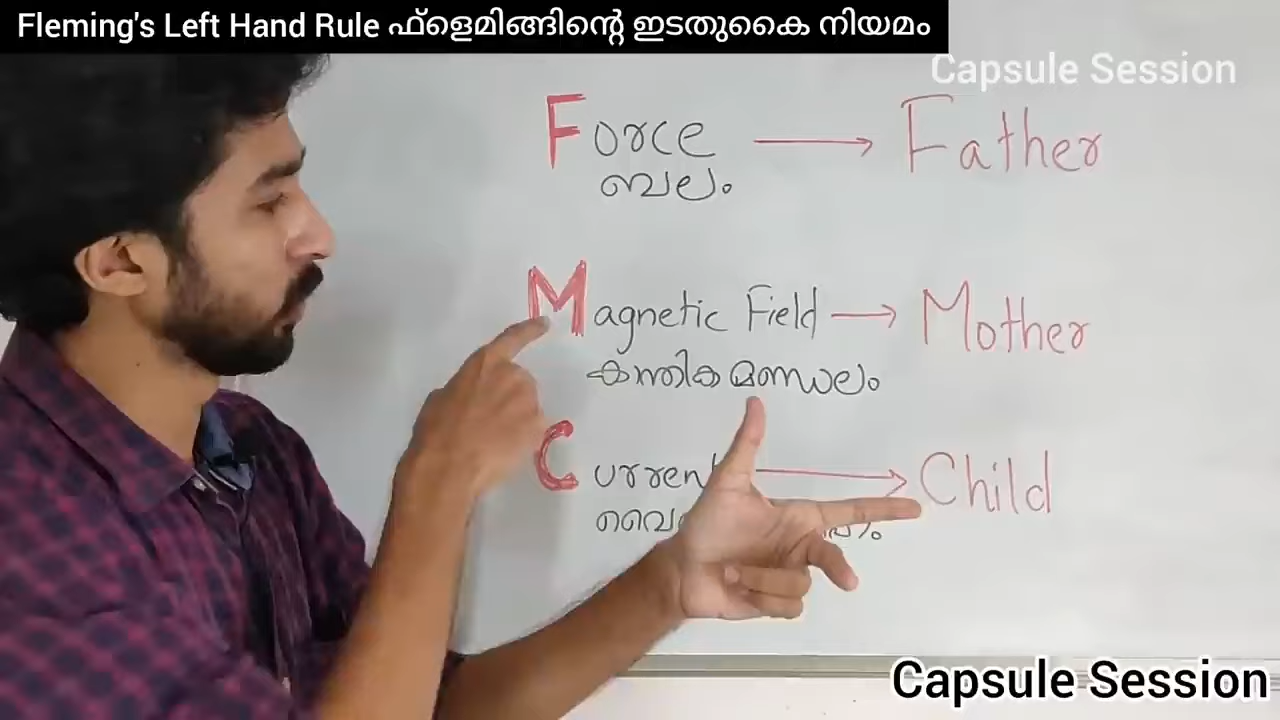 Fleming's Left Hand Rule ഫ്ളെമിങ്ങിന്റെ ഇടതുകൈ നിയമം
Capsule Session
Force → Father
ബലം
Magnetic Field → Mother
കാന്തിക മണ്ഡലം
Current → Child
Capsule Session